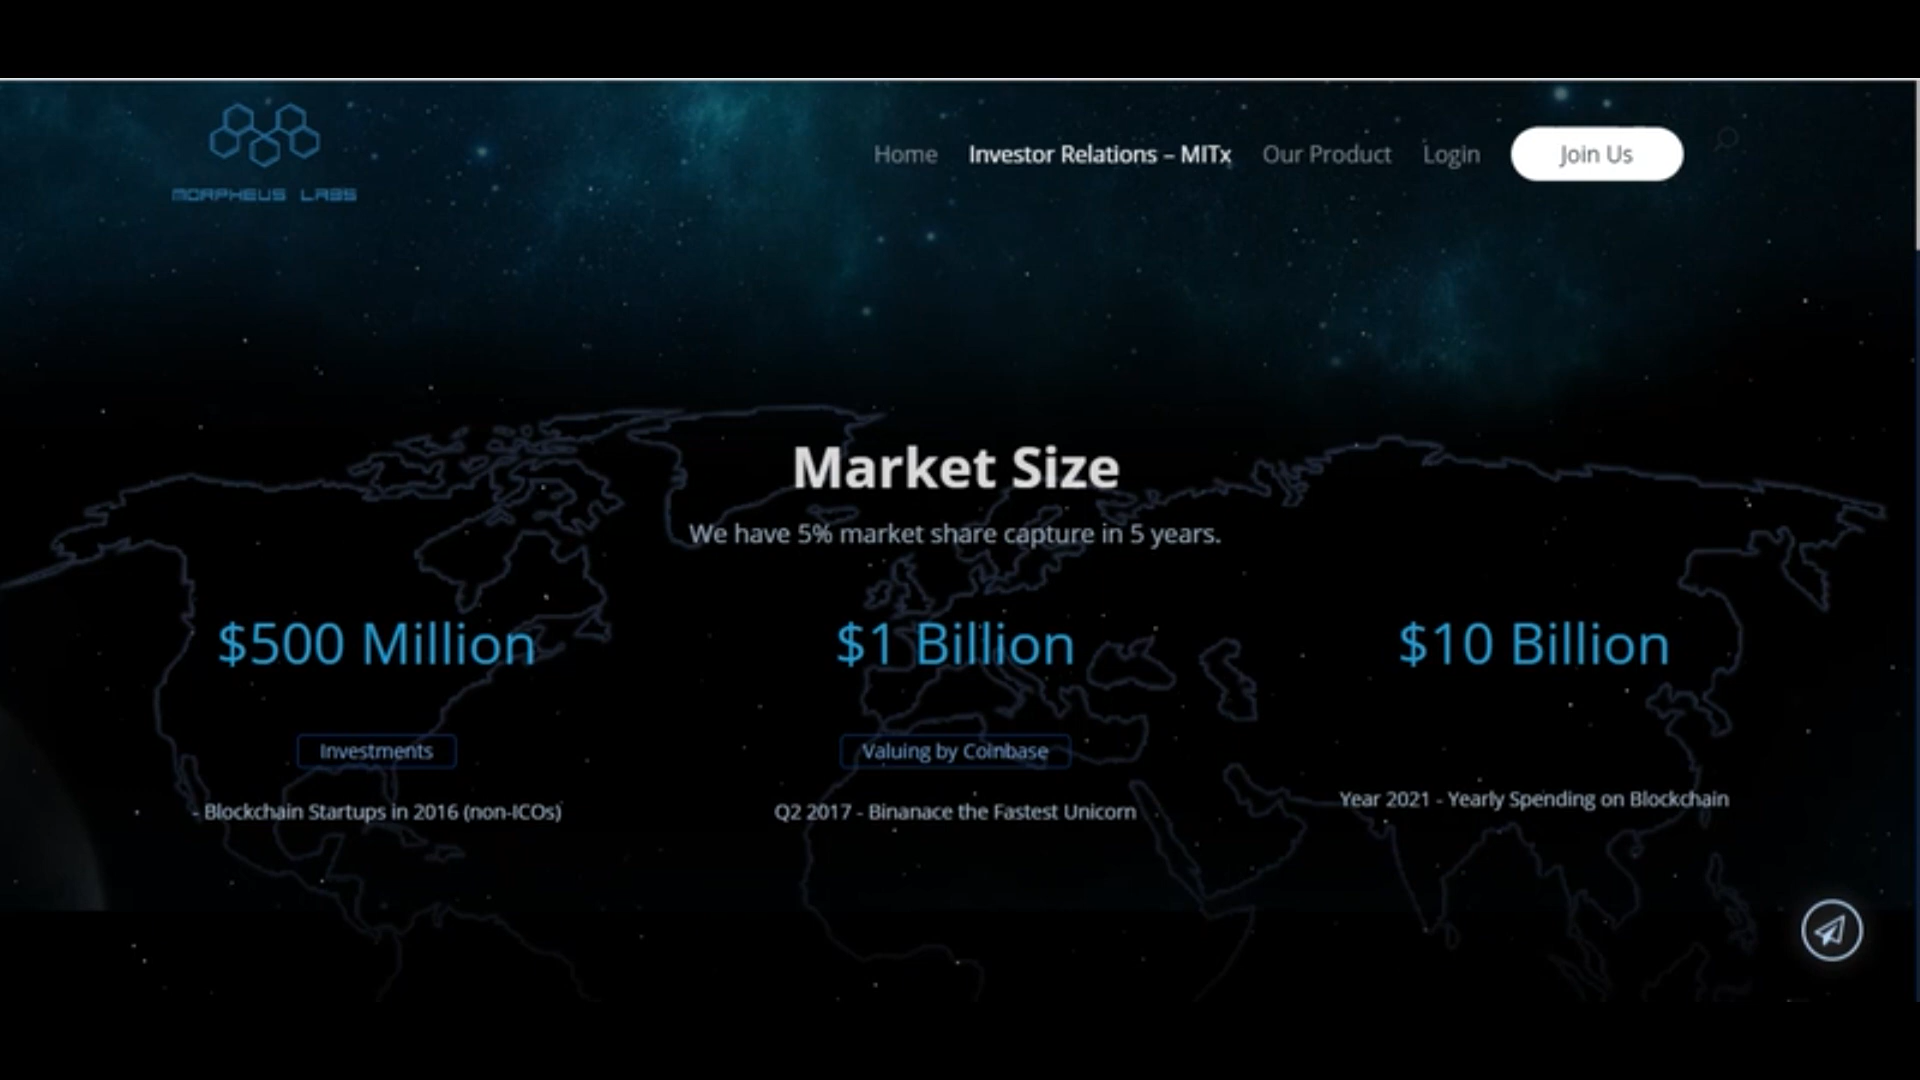 MORPHEUS LABS
Home
Investor Relations – MITx
Our Product
Login
Join Us
Market Size
We have 5% market share capture in 5 years.
$500 Million
$1 Billion
$10 Billion
Investments
Valuing by Coinbase
- Blockchain Startups in 2016 (non-ICOs)
Q2 2017 - Binanace the Fastest Unicorn
Year 2021 - Yearly Spending on Blockchain